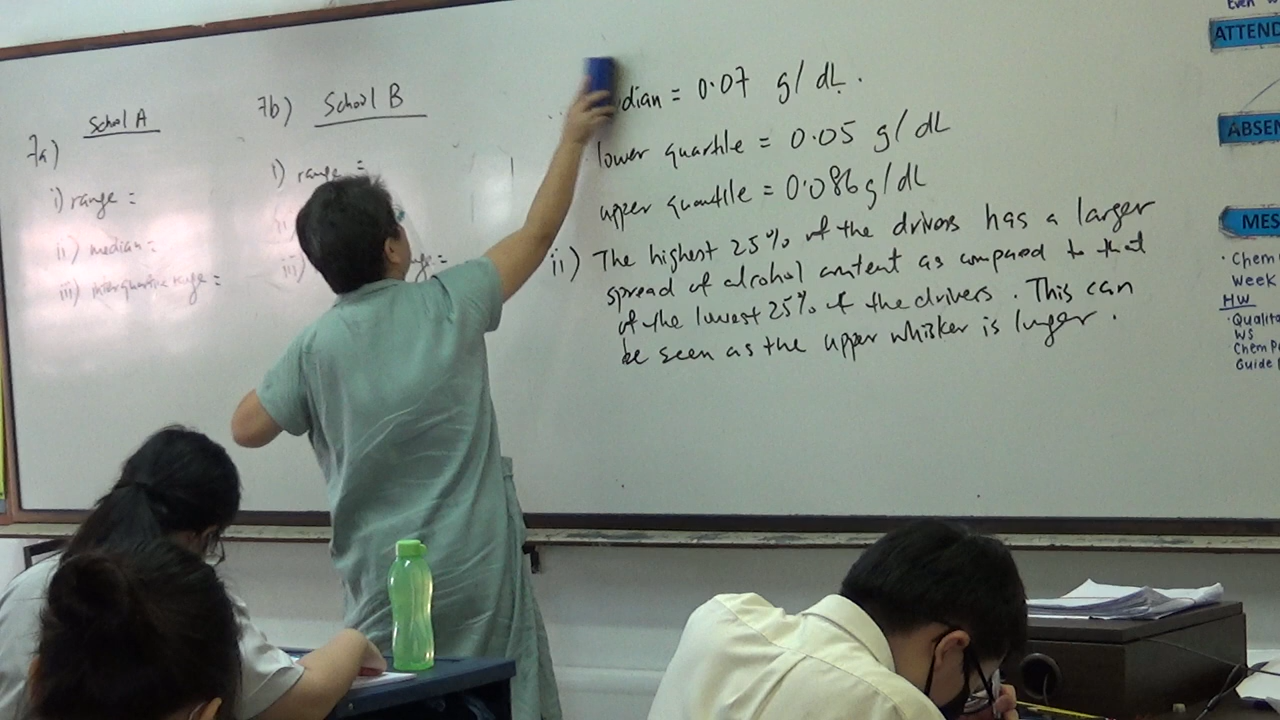 School A
7a)
i) range =
ii) median =
iii) interquartile range =
7b) School B
i) range =
ii)
iii)
dian = 0.07 g/dL.
lower quartile = 0.05 g/dL
upper quartile = 0.086 g/dL
ii) The highest 25% of the drivers has a larger
spread of alcohol content as compared to that
of the lowest 25% of the drivers. This can
be seen as the upper whisker is larger.
ATTEND
ABSEN
MES
· Chem
Week
HW
· Qualita
WS
Chem P
Guide